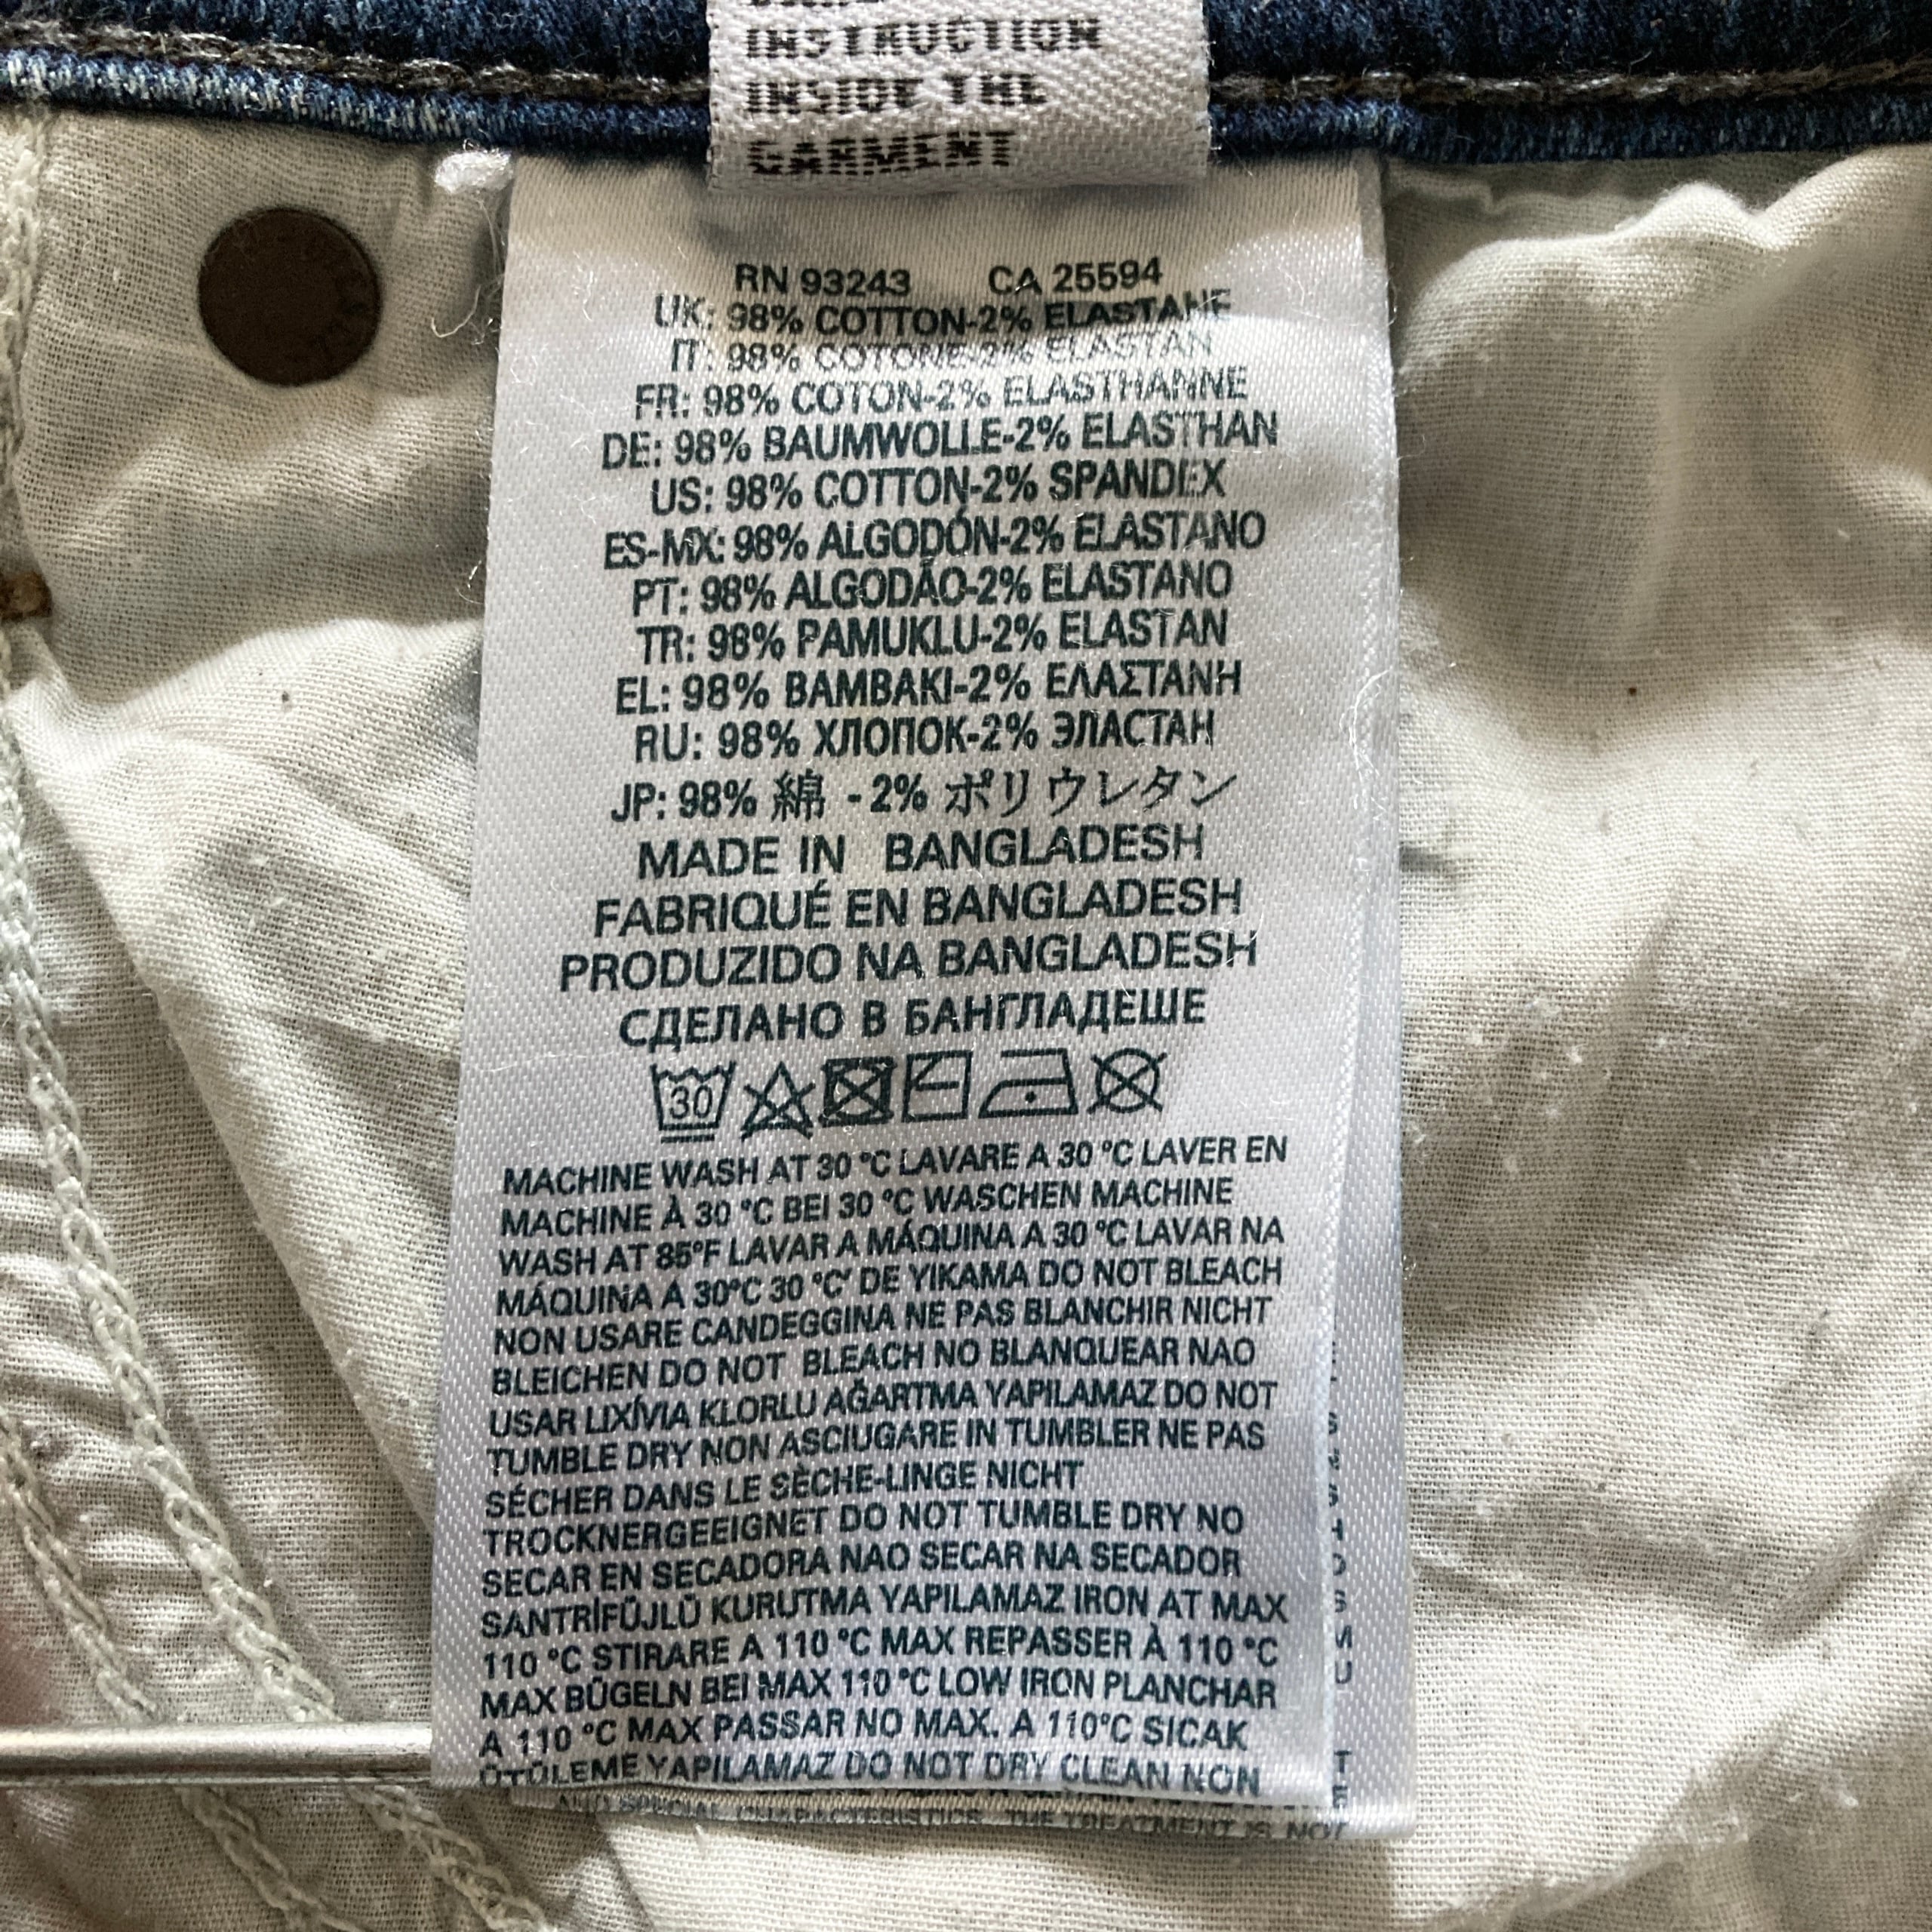 INSTRUCTION
INSIDE THE
GARMENT
RN 93243 CA 25594
UK: 98% COTTON-2% ELASTANE
IT: 98% COTONE-2% ELASTAN
FR: 98% COTON-2% ELASTHANNE
DE: 98% BAUMWOLLE-2% ELASTHAN
US: 98% COTTON-2% SPANDEX
ES-MX: 98% ALGODÓN-2% ELASTANO
PT: 98% ALGODÃO-2% ELASTANO
TR: 98% PAMUKLU-2% ELASTAN
EL: 98% ΒΑΜΒΑΚΙ-2% ΕΛΑΣΤΑΝΗ
RU: 98% ХЛОПОК-2% ЭЛАСТАН
JP: 98% 綿 - 2% ポリウレタン
MADE IN BANGLADESH
FABRIQUÉ EN BANGLADESH
PRODUZIDO NA BANGLADESH
СДЕЛАНО В БАНГЛАДЕШЕ
30
MACHINE WASH AT 30 °C LAVARE A 30 °C LAVER EN
MACHINE À 30 °C BEI 30 °C WASCHEN MACHINE
WASH AT 85°F LAVAR A MÁQUINA A 30 °C LAVAR NA
MÁQUINA A 30°C 30 °C' DE YIKAMA DO NOT BLEACH
NON USARE CANDEGGINA NE PAS BLANCHIR NICHT
BLEICHEN DO NOT BLEACH NO BLANQUEAR NAO
USAR LIXÍVIA KLORLU AĞARTMA YAPILAMAZ DO NOT
TUMBLE DRY NON ASCIUGARE IN TUMBLER NE PAS
SÉCHER DANS LE SÈCHE-LINGE NICHT
TROCKNERGEEIGNET DO NOT TUMBLE DRY NO
SECAR EN SECADORA NAO SECAR NA SECADOR
SANTRİFÜJLÜ KURUTMA YAPILAMAZ IRON AT MAX
110 °C STIRARE A 110 °C MAX REPASSER À 110 °C
MAX BÜGELN BEI MAX 110 °C LOW IRON PLANCHAR
A 110 °C MAX PASSAR NO MAX. A 110°C SICAK
ÜTÜLEME YAPILAMAZ DO NOT DRY CLEAN NON
AND SPECIAL CHARACTERISTICS. THE TREATMENT IS NOT